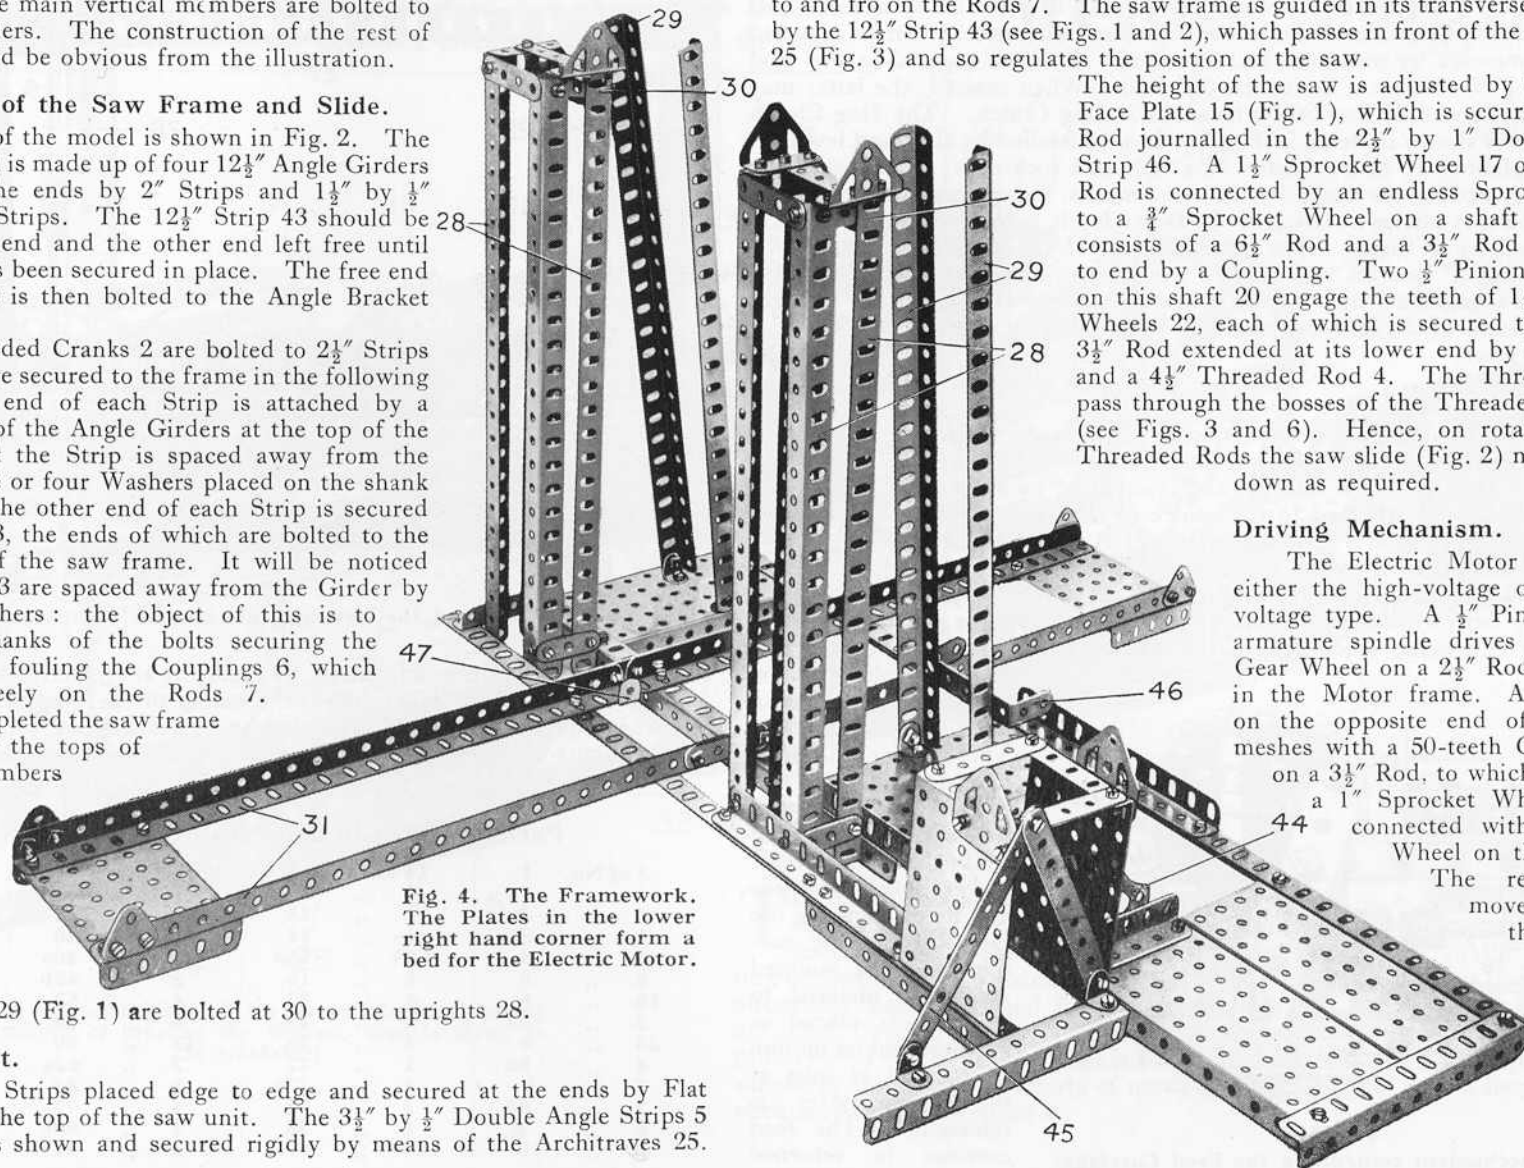 e main vertical members are bolted to
ers. The construction of the rest of
d be obvious from the illustration.
of the Saw Frame and Slide.
of the model is shown in Fig. 2. The
is made up of four 12½″ Angle Girders
e ends by 2″ Strips and 1½″ by ½″
Strips. The 12½″ Strip 43 should be
end and the other end left free until
s been secured in place. The free end
is then bolted to the Angle Bracket
ded Cranks 2 are bolted to 2½″ Strips
e secured to the frame in the following
end of each Strip is attached by a
of the Angle Girders at the top of the
the Strip is spaced away from the
or four Washers placed on the shank
he other end of each Strip is secured
3, the ends of which are bolted to the
f the saw frame. It will be noticed
3 are spaced away from the Girder by
hers : the object of this is to
anks of the bolts securing the
fouling the Couplings 6, which
eely on the Rods 7.
pleted the saw frame
the tops of
mbers
29 (Fig. 1) are bolted at 30 to the uprights 28.
t.
Strips placed edge to edge and secured at the ends by Flat
he top of the saw unit. The 3½″ by ½″ Double Angle Strips 5
s shown and secured rigidly by means of the Architraves 25.
29
30
28
30
29
28
47
46
31
44
45
Fig. 4. The Framework.
The Plates in the lower
right hand corner form a
bed for the Electric Motor.
to and fro on the Rods 7. The saw frame is guided in its transverse
by the 12½″ Strip 43 (see Figs. 1 and 2), which passes in front of the
25 (Fig. 3) and so regulates the position of the saw.
The height of the saw is adjusted by
Face Plate 15 (Fig. 1), which is secur
Rod journalled in the 2½″ by 1″ Do
Strip 46. A 1½″ Sprocket Wheel 17 o
Rod is connected by an endless Spro
to a ¾″ Sprocket Wheel on a shaft
consists of a 6½″ Rod and a 3½″ Rod
to end by a Coupling. Two ½″ Pinion
on this shaft 20 engage the teeth of 1
Wheels 22, each of which is secured t
3½″ Rod extended at its lower end by
and a 4½″ Threaded Rod 4. The Thre
pass through the bosses of the Threade
(see Figs. 3 and 6). Hence, on rota
Threaded Rods the saw slide (Fig. 2) m
down as required.
Driving Mechanism.
The Electric Motor
either the high-voltage o
voltage type. A ½″ Pin
armature spindle drives
Gear Wheel on a 2½″ Rod
in the Motor frame. A
on the opposite end of
meshes with a 50-teeth G
on a 3½″ Rod, to which
a 1″ Sprocket Wh
connected with
Wheel on t
The re
move
th